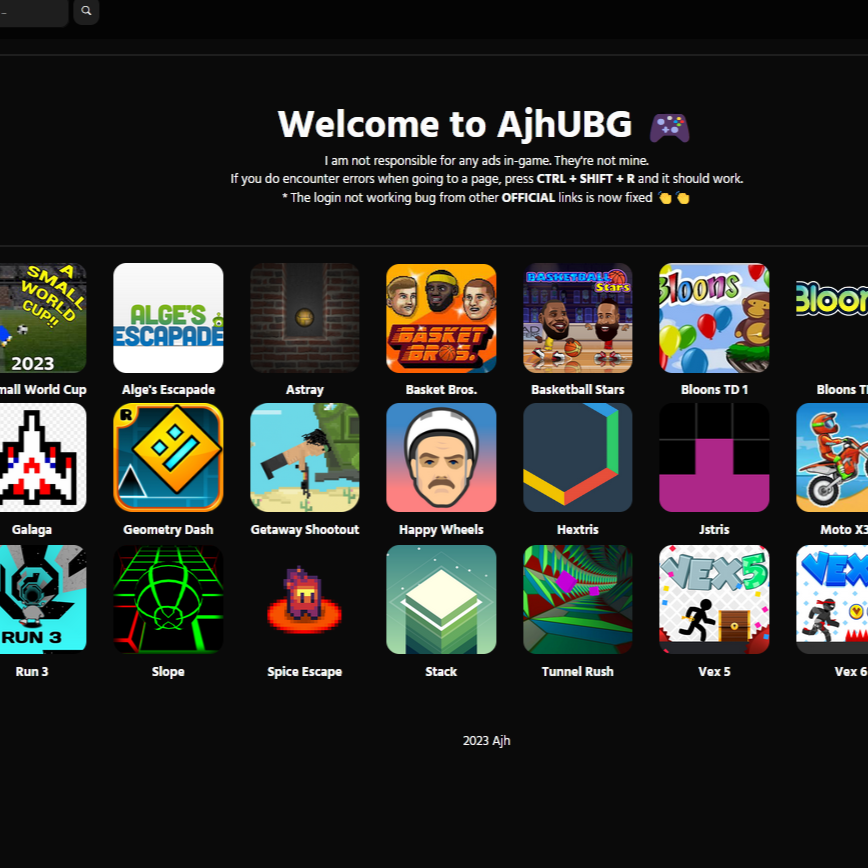 Welcome to AjhUBG
I am not responsible for any ads in-game. They're not mine.
If you do encounter errors when going to a page, press CTRL + SHIFT + R and it should work.
* The login not working bug from other OFFICIAL links is now fixed
A
SMALL
WORLD
CUP!!
2023
ALGE'S
ESCAPADE
BASKET
BROS.
BASKETBALL
Stars
Bloons
Bloon
mall World Cup
Alge's Escapade
Astray
Basket Bros.
Basketball Stars
Bloons TD 1
Bloons T
R
Galaga
Geometry Dash
Getaway Shootout
Happy Wheels
Hextris
Jstris
Moto X3
RUN 3
VEX5
VEX
Run 3
Slope
Spice Escape
Stack
Tunnel Rush
Vex 5
Vex 6
2023 Ajh